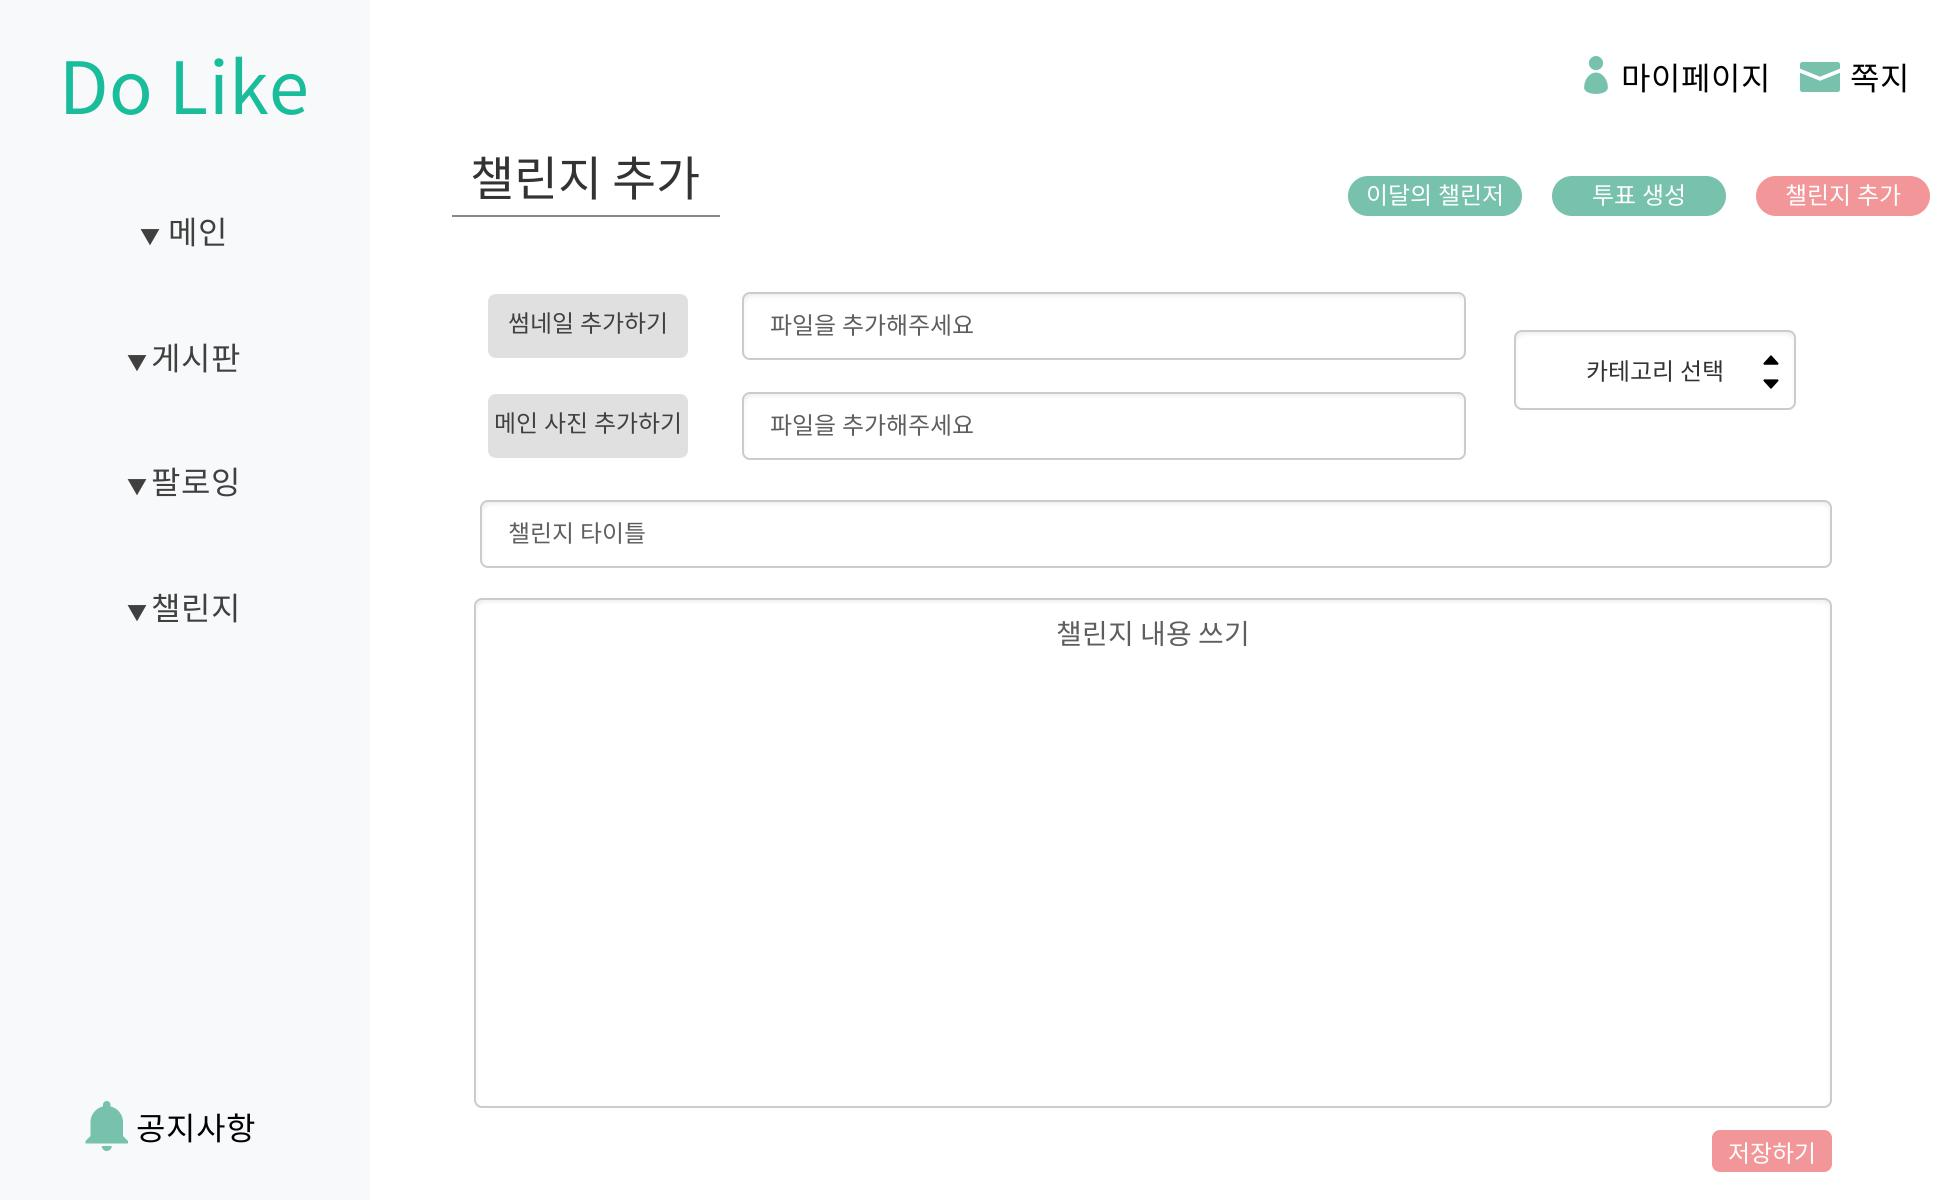 Do Like
마이페이지
쪽지
챌린지 추가
이달의 챌린저
투표 생성
챌린지 추가
▼ 메인
▼게시판
▼팔로잉
▼챌린지
썸네일 추가하기
파일을 추가해주세요
카테고리 선택
메인 사진 추가하기
파일을 추가해주세요
챌린지 타이틀
챌린지 내용 쓰기
공지사항
저장하기